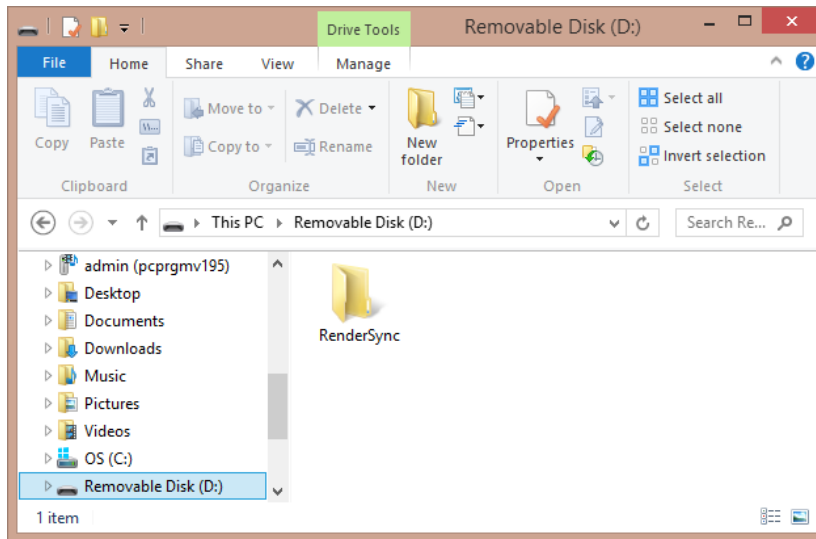 Drive Tools
Removable Disk (D:)
File Home Share View Manage
Copy
Paste
Move to
Copy to
Delete
Rename
New
folder
Properties
Select all
Select none
Invert selection
Clipboard Organize New Open Select
This PC Removable Disk (D:)
Search Re...
admin (pcprgmv195)
Desktop
Documents
Downloads
Music
Pictures
Videos
OS (C:)
Removable Disk (D:)
RenderSync
1 item